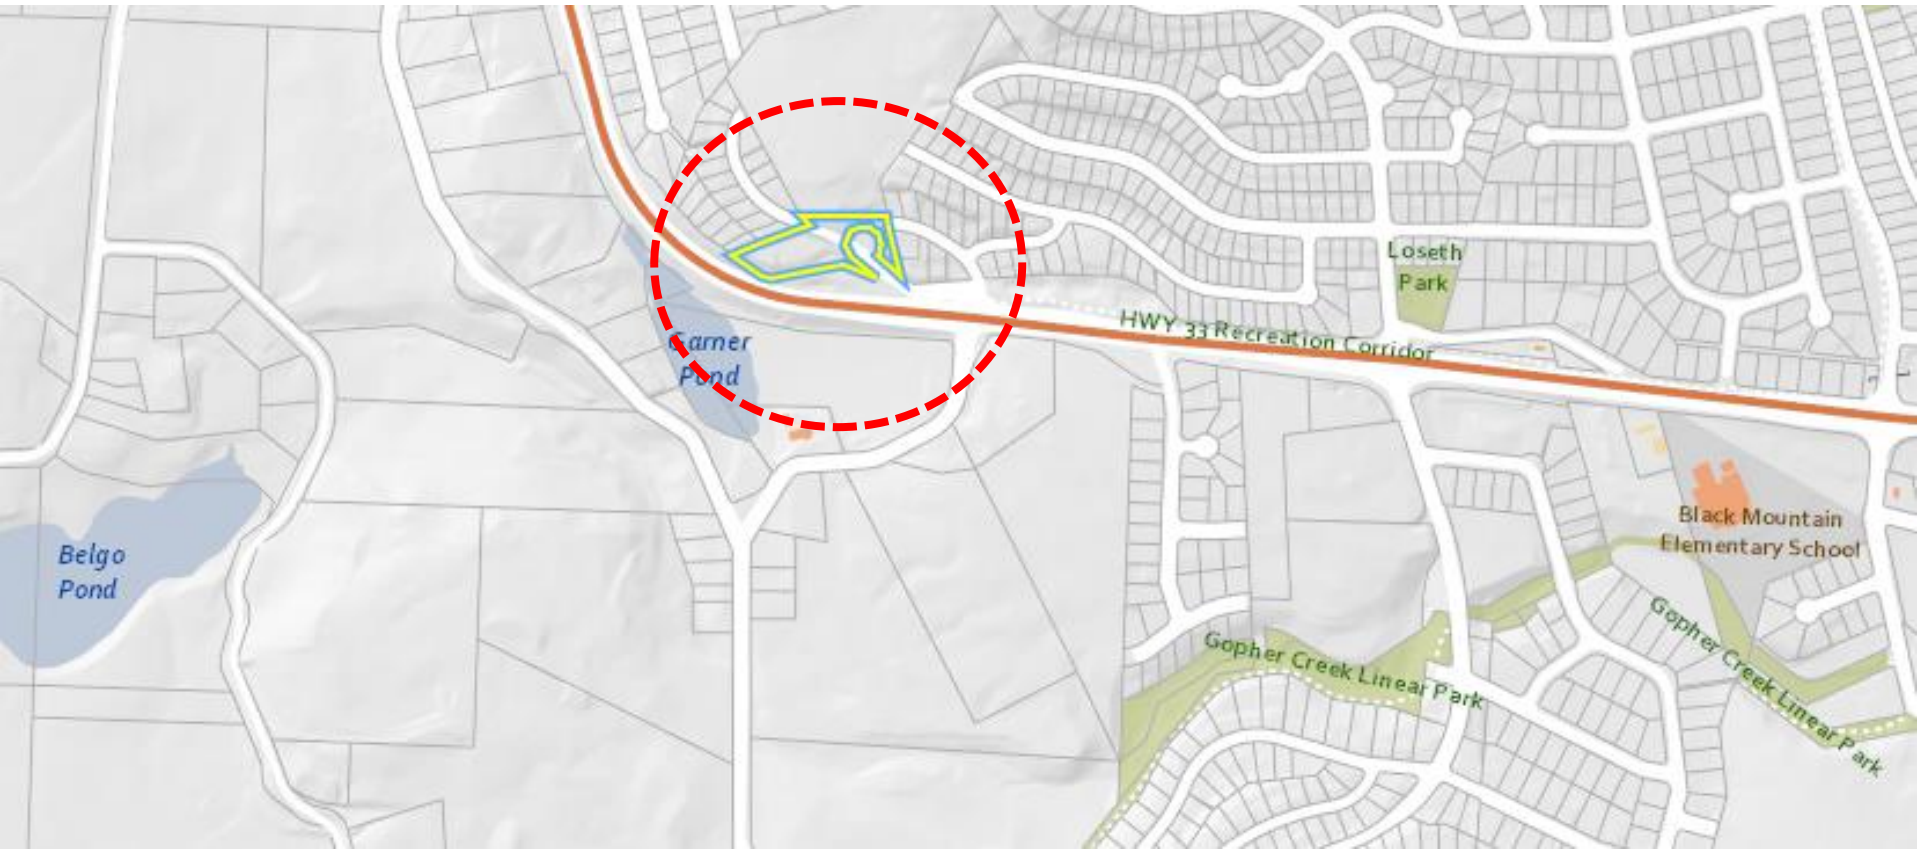 Loseth
Park
HWY 33 Recreation Corridor
Garner
Pond
Black Mountain
Elementary School
Belgo
Pond
Gopher Creek Linear Park
Gopher Creek Linear Park